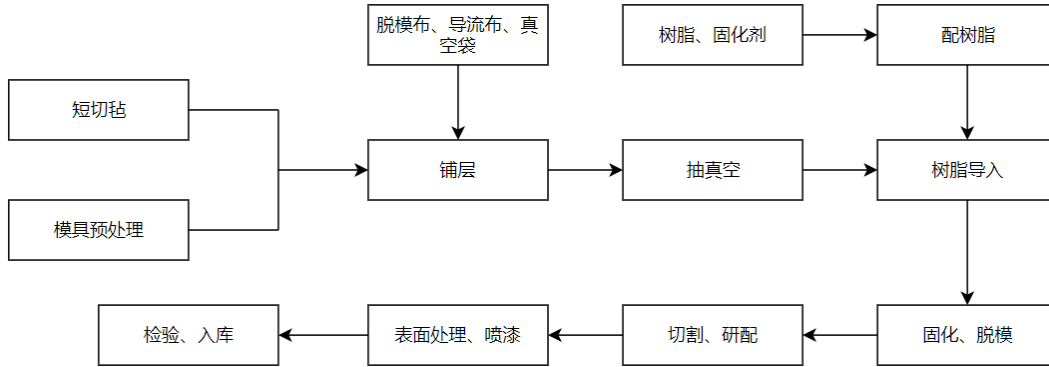 脱模布、导流布、真
空袋
树脂、固化剂
配树脂
短切毡
铺层
抽真空
树脂导入
模具预处理
检验、入库
表面处理、喷漆
切割、研配
固化、脱模